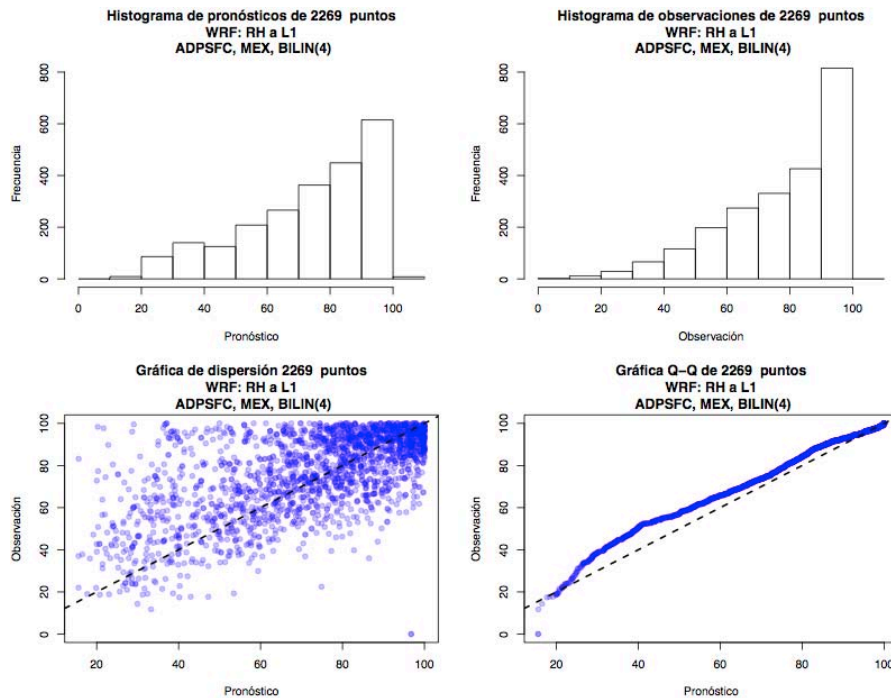 Histograma de pronósticos de 2269 puntos
WRF: RH a L1
ADPSFC, MEX, BILIN(4)
Frecuencia
0
200
400
600
800
0 20 40 60 80 100
Pronóstico
Histograma de observaciones de 2269 puntos
WRF: RH a L1
ADPSFC, MEX, BILIN(4)
Frecuencia
0
200
400
600
800
0 20 40 60 80 100
Observación
Gráfica de dispersión 2269 puntos
WRF: RH a L1
ADPSFC, MEX, BILIN(4)
Observación
0
20
40
60
80
100
20 40 60 80 100
Pronóstico
Gráfica Q−Q de 2269 puntos
WRF: RH a L1
ADPSFC, MEX, BILIN(4)
Observación
0
20
40
60
80
100
20 40 60 80 100
Pronóstico